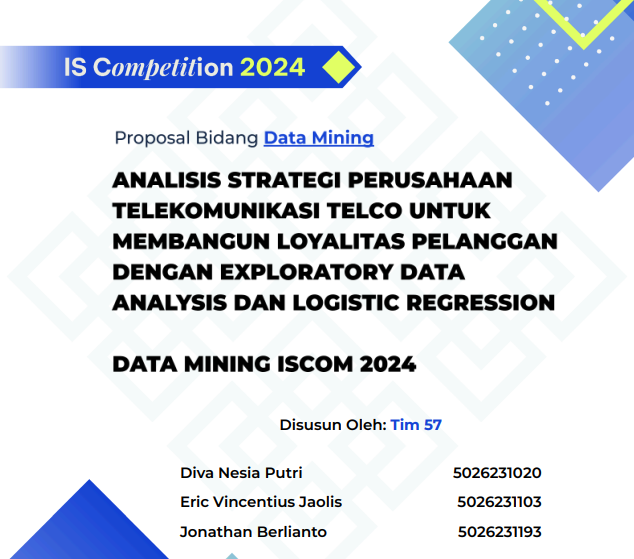 IS Competition 2024
Proposal Bidang Data Mining
ANALISIS STRATEGI PERUSAHAAN
TELEKOMUNIKASI TELCO UNTUK
MEMBANGUN LOYALITAS PELANGGAN
DENGAN EXPLORATORY DATA
ANALYSIS DAN LOGISTIC REGRESSION
DATA MINING ISCOM 2024
Disusun Oleh: Tim 57
Diva Nesia Putri 5026231020
Eric Vincentius Jaolis 5026231103
Jonathan Berlianto 5026231193